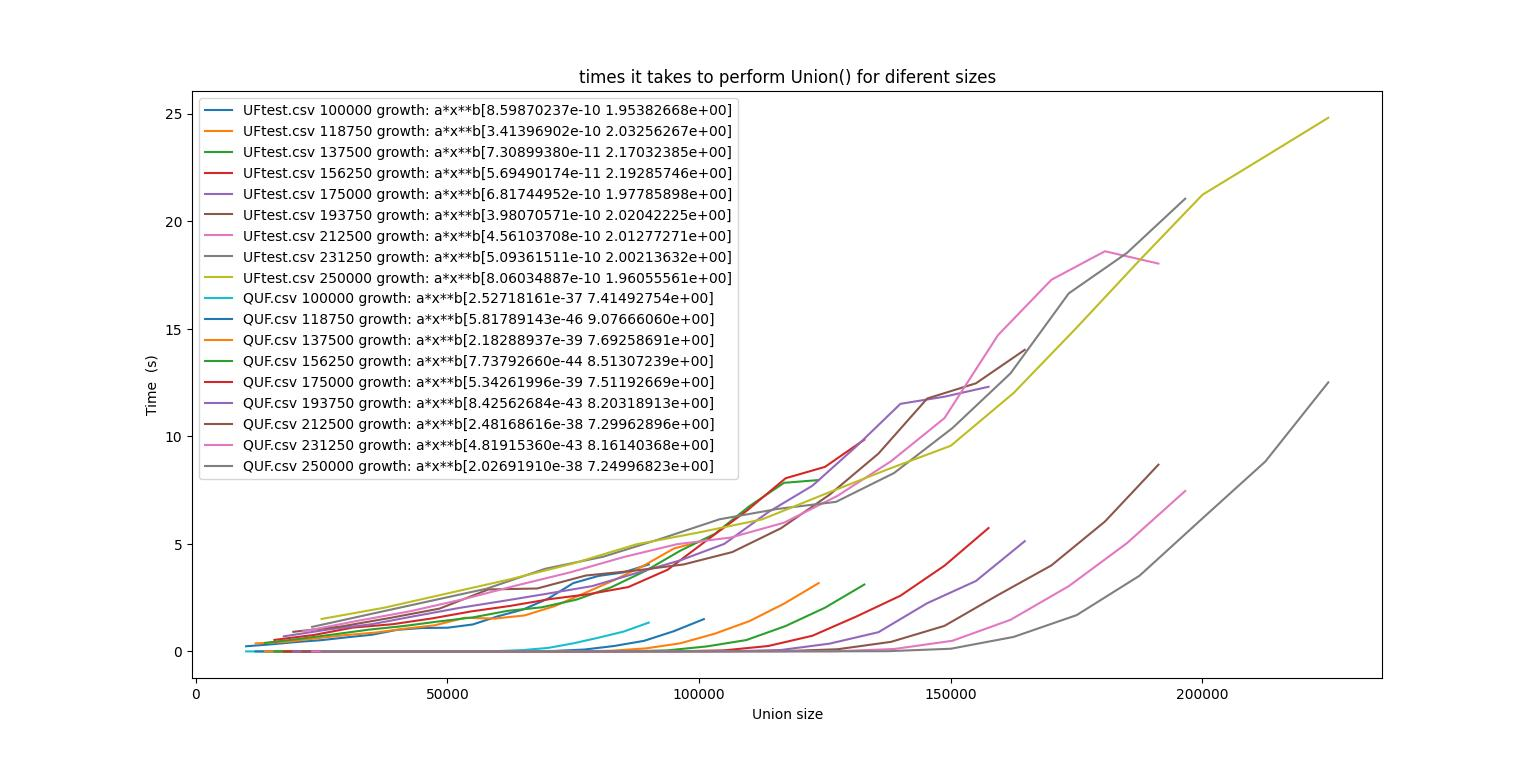 times it takes to perform Union() for diferent sizes
UFtest.csv 100000 growth: a*x**b[8.59870237e-10 1.95382668e+00]
UFtest.csv 118750 growth: a*x**b[3.41396902e-10 2.03256267e+00]
UFtest.csv 137500 growth: a*x**b[7.30899380e-11 2.17032385e+00]
UFtest.csv 156250 growth: a*x**b[5.69490174e-11 2.19285746e+00]
UFtest.csv 175000 growth: a*x**b[6.81744952e-10 1.97785898e+00]
UFtest.csv 193750 growth: a*x**b[3.98070571e-10 2.02042225e+00]
UFtest.csv 212500 growth: a*x**b[4.56103708e-10 2.01277271e+00]
UFtest.csv 231250 growth: a*x**b[5.09361511e-10 2.00213632e+00]
UFtest.csv 250000 growth: a*x**b[8.06034887e-10 1.96055561e+00]
QUF.csv 100000 growth: a*x**b[2.52718161e-37 7.41492754e+00]
QUF.csv 118750 growth: a*x**b[5.81789143e-46 9.07666060e+00]
QUF.csv 137500 growth: a*x**b[2.18288937e-39 7.69258691e+00]
QUF.csv 156250 growth: a*x**b[7.73792660e-44 8.51307239e+00]
QUF.csv 175000 growth: a*x**b[5.34261996e-39 7.51192669e+00]
QUF.csv 193750 growth: a*x**b[8.42562684e-43 8.20318913e+00]
QUF.csv 212500 growth: a*x**b[2.48168616e-38 7.29962896e+00]
QUF.csv 231250 growth: a*x**b[4.81915360e-43 8.16140368e+00]
QUF.csv 250000 growth: a*x**b[2.02691910e-38 7.24996823e+00]
25
20
15
10
5
0
Time (s)
0 50000 100000 150000 200000
Union size